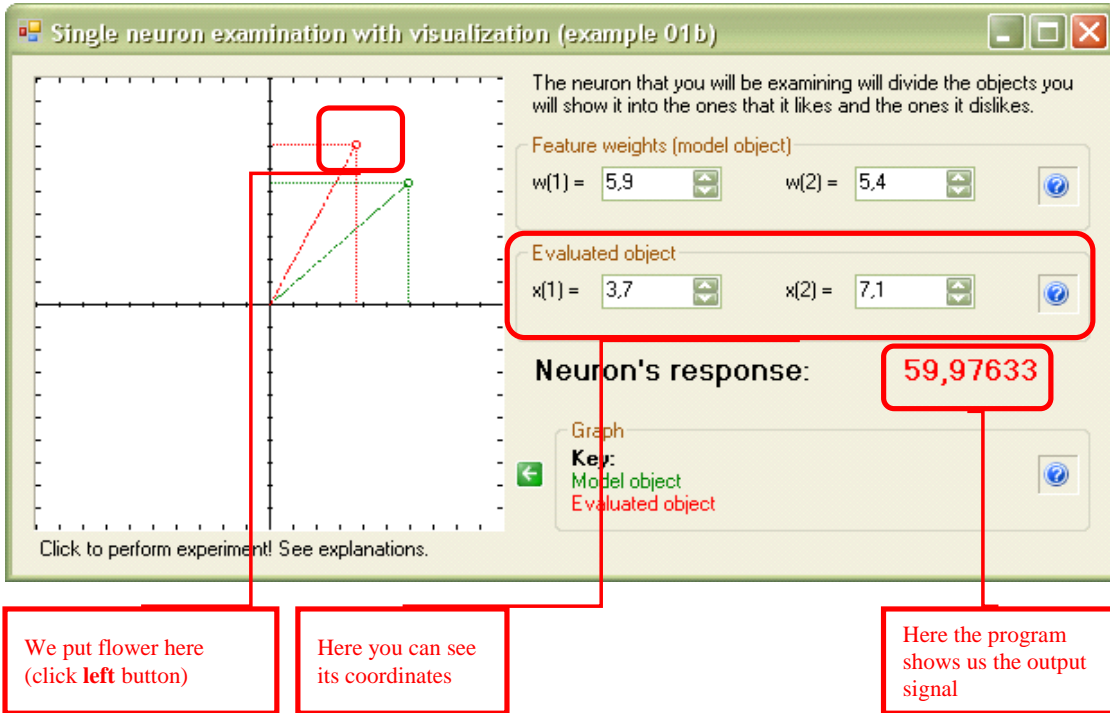 Single neuron examination with visualization (example 01b)
The neuron that you will be examining will divide the objects you
will show it into the ones that it likes and the ones it dislikes.
Feature weights (model object)
w(1) = 5,9 w(2) = 5,4
Evaluated object
x(1) = 3,7 x(2) = 7,1
Neuron's response: 59,97633
Graph
Key:
Model object
Evaluated object
Click to perform experiment! See explanations.
We put flower here
(click left button)
Here you can see
its coordinates
Here the program
shows us the output
signal